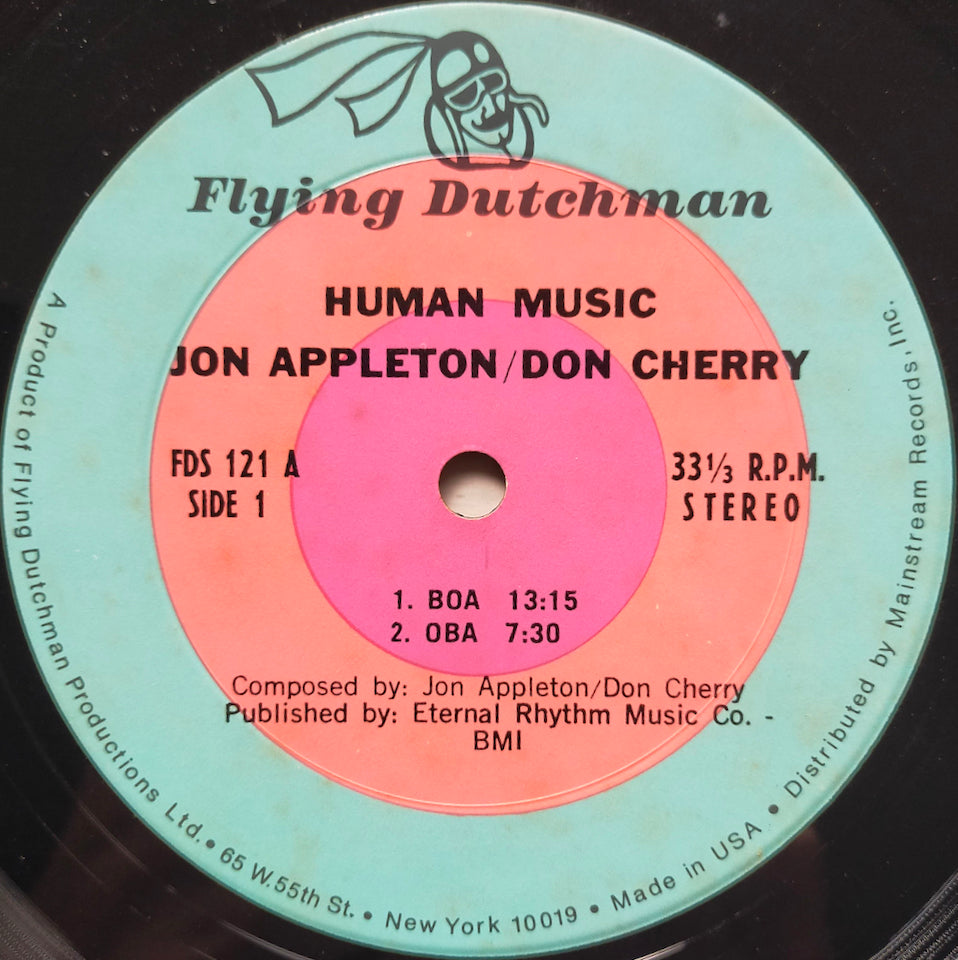 Flying Dutchman
HUMAN MUSIC
JON APPLETON/DON CHERRY
FDS 121 A
SIDE 1
33⅓ R.P.M.
STEREO
1. BOA 13:15
2. OBA 7:30
Composed by: Jon Appleton/Don Cherry
Published by: Eternal Rhythm Music Co. -
BMI
A Product of Flying Dutchman Productions Ltd. • 65 W. 55th St. • New York 10019 • Made in USA • Distributed by Mainstream Records, Inc.